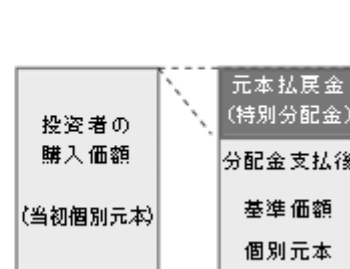 投資者の
購入価額
(当初個別元本)
元本払戻金
(特別分配金)
分配金支払後
基準価額
個別元本